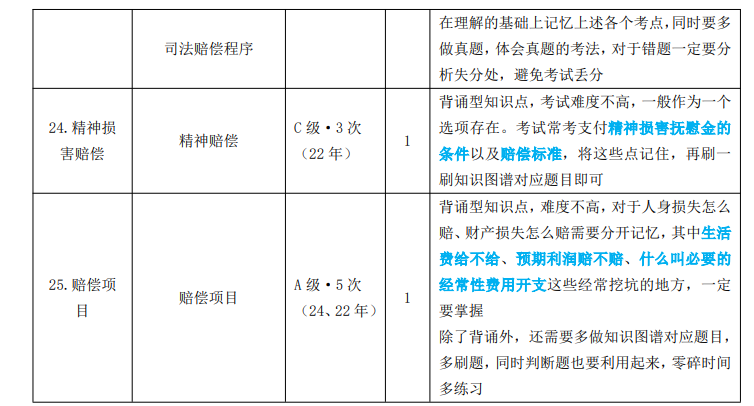 司法赔偿程序
在理解的基础上记忆上述各个考点，同时要多
做真题，体会真题的考法，对于错题一定要分
析失分处，避免考试丢分
24.精神损
害赔偿
精神赔偿
C 级·3 次
（22 年）
1
背诵型知识点，考试难度不高，一般作为一个
选项存在。考试常考支付精神损害抚慰金的
条件以及赔偿标准，将这些点记住，再刷一
刷知识图谱对应题目即可
25.赔偿项
目
赔偿项目
A 级·5 次
（24、22 年）
1
背诵型知识点，难度不高，对于人身损失怎么
赔、财产损失怎么赔需要分开记忆，其中生活
费给不给、预期利润赔不赔、什么叫必要的
经常性费用开支这些经常挖坑的地方，一定
要掌握
除了背诵外，还需要多做知识图谱对应题目，
多刷题，同时判断题也要利用起来，零碎时间
多练习